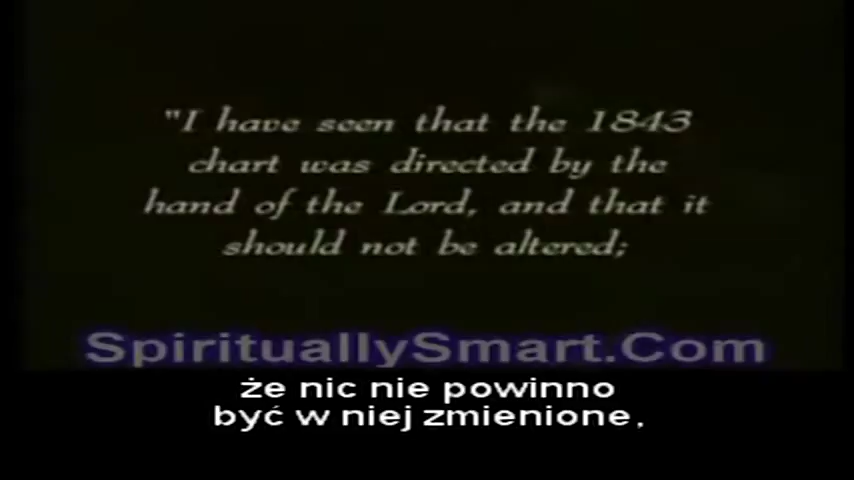 "I have seen that the 1843
chart was directed by the
hand of the Lord, and that it
should not be altered;
SpirituallySmart.Com
że nic nie powinno
być w niej zmienione,